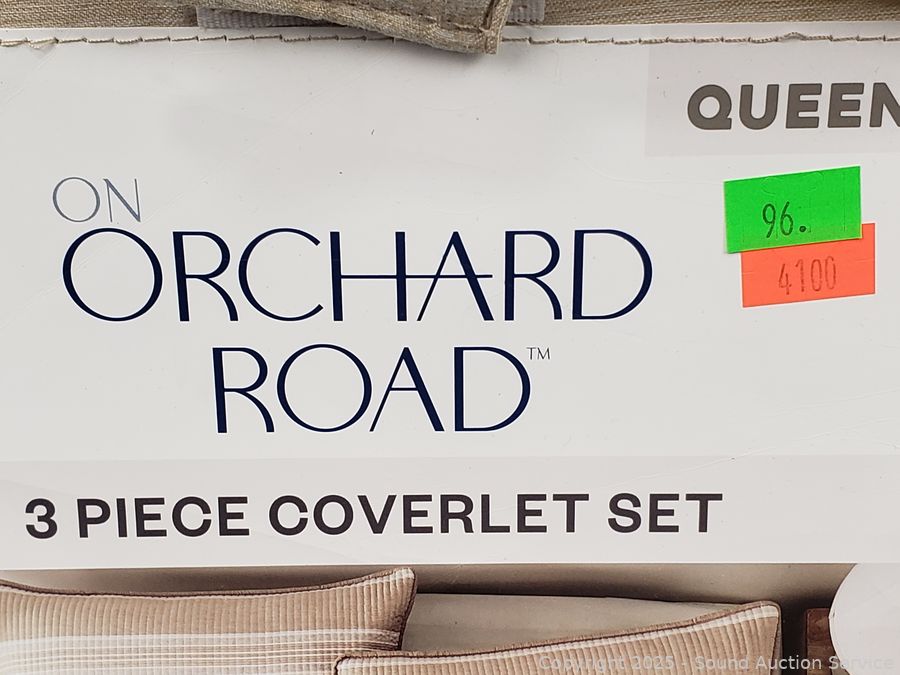 QUEEN
ON
ORCHARD
ROAD™
96.
4100
3 PIECE COVERLET SET
Copyright 2025 - Sound Auction Service